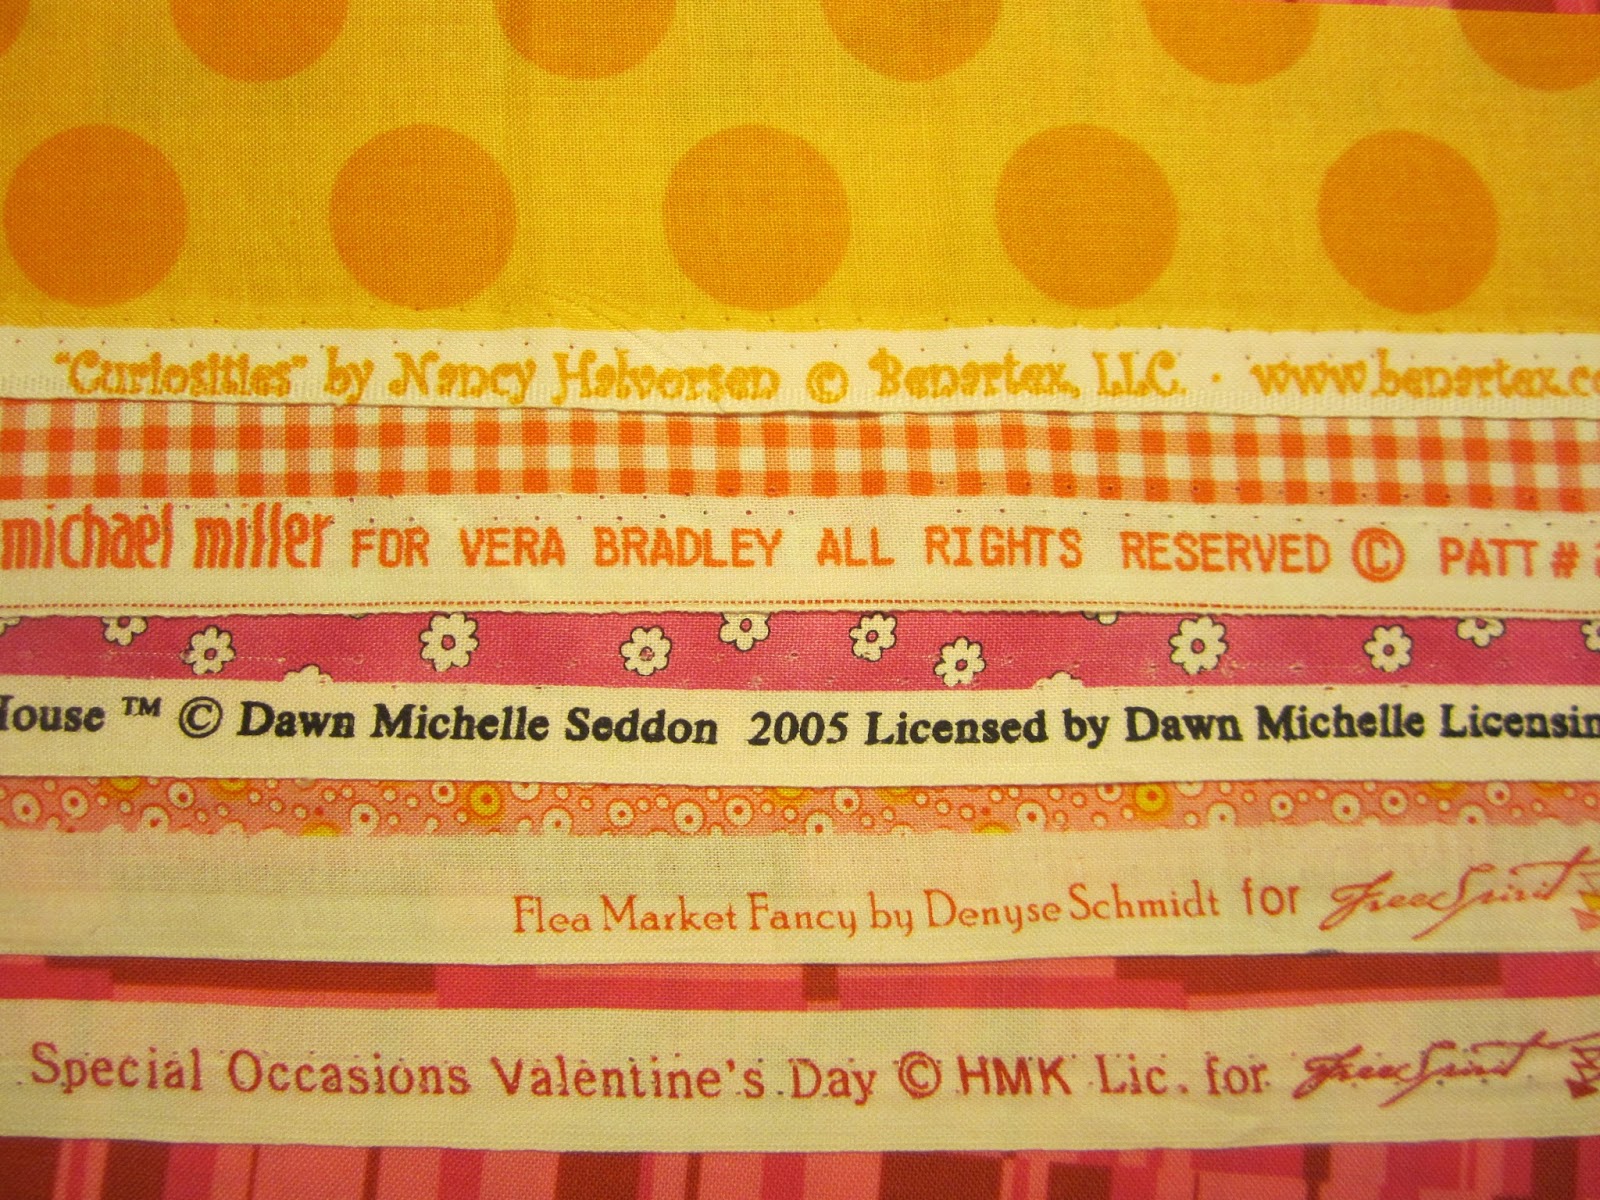 "Curiosities" by Nancy Halvorsen © Benartex, LLC. · www.benartex.co
michael miller FOR VERA BRADLEY ALL RIGHTS RESERVED © PATT #
House ™ © Dawn Michelle Seddon 2005 Licensed by Dawn Michelle Licensin
Flea Market Fancy by Denyse Schmidt for FreeSpirit
Special Occasions Valentine's Day © HMK Lic. for FreeSpirit